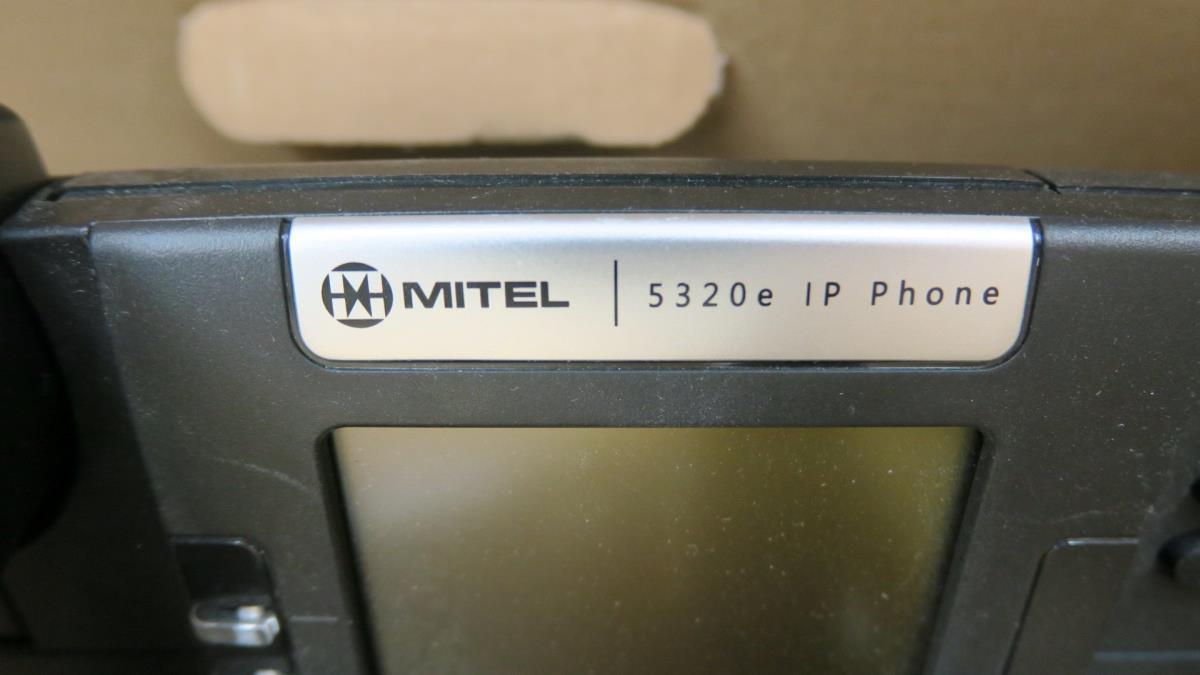 MITEL | 5320e IP Phone